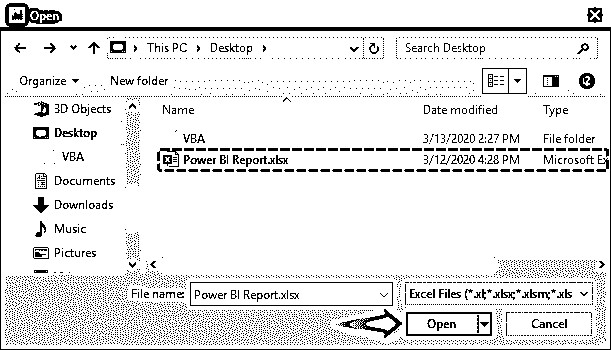 Open
This PC > Desktop >
Search Desktop
Organize
New folder
Name Date modified Type
3D Objects
Desktop
VBA
Documents
Downloads
Music
Pictures
VBA 3/13/2020 2:27 PM File folder
Power BI Report.xlsx 3/12/2020 4:28 PM Microsoft Ex
File name: Power BI Report.xlsx
Excel Files (*.xl;*.xlsx;*.xlsm;*.xls
Open
Cancel